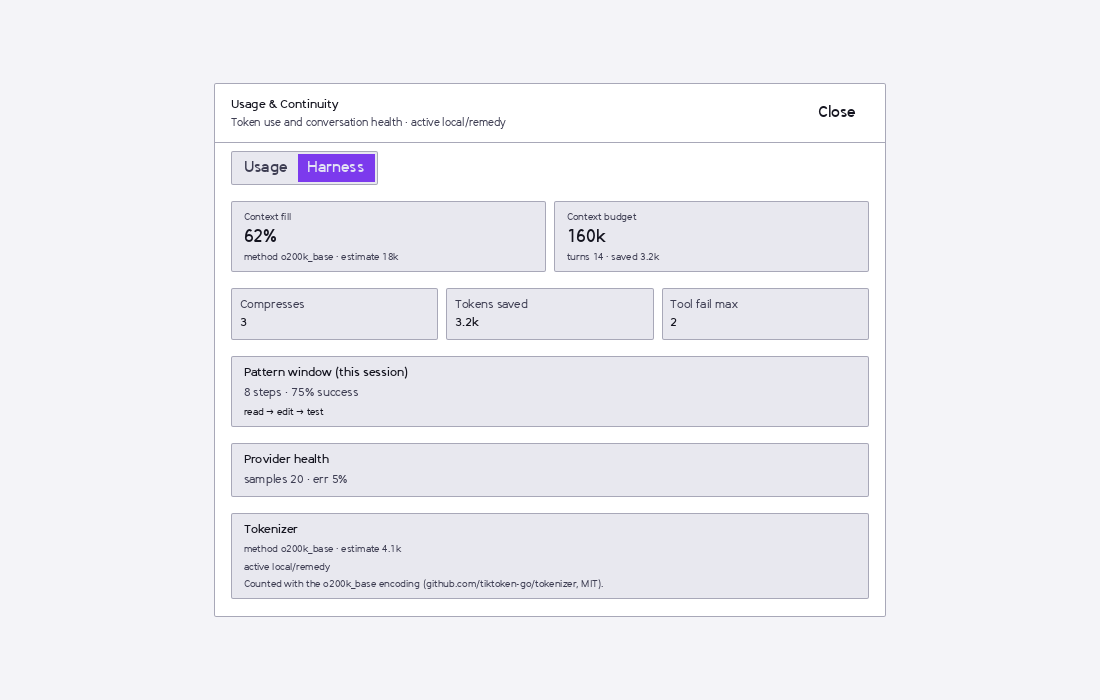 Usage & Continuity
Token use and conversation health · active local/remedy
Close
Usage
Harness
Context fill
62%
method o200k_base · estimate 18k
Context budget
160k
turns 14 · saved 3.2k
Compresses
3
Tokens saved
3.2k
Tool fail max
2
Pattern window (this session)
8 steps · 75% success
read → edit → test
Provider health
samples 20 · err 5%
Tokenizer
method o200k_base · estimate 4.1k
active local/remedy
Counted with the o200k_base encoding (github.com/tiktoken-go/tokenizer, MIT).